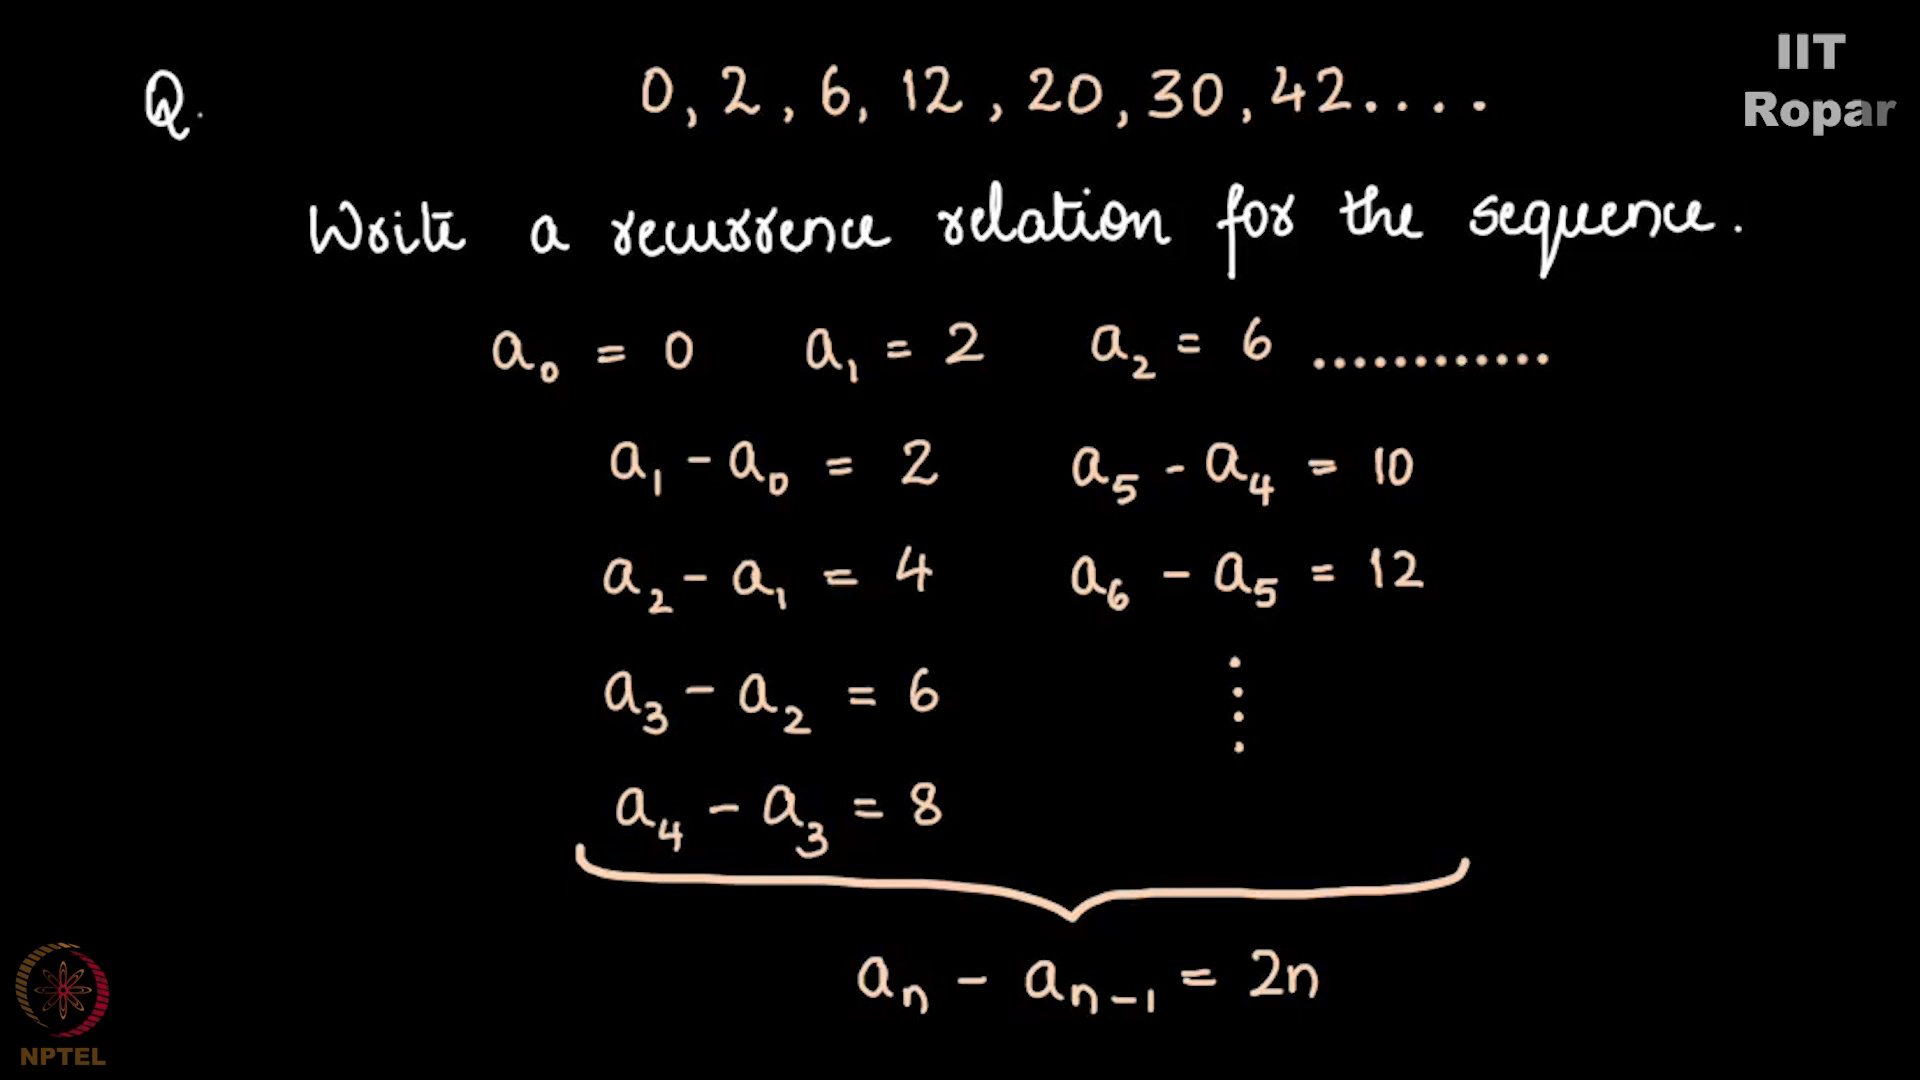 IIT
Ropar
Q. 0, 2, 6, 12, 20, 30, 42....
Write a recurrence relation for the sequence.
a₀ = 0 a₁ = 2 a₂ = 6 ............
a₁ - a₀ = 2 a₅ - a₄ = 10
a₂ - a₁ = 4 a₆ - a₅ = 12
a₃ - a₂ = 6
a₄ - a₃ = 8
aₙ - aₙ₋₁ = 2n
NPTEL